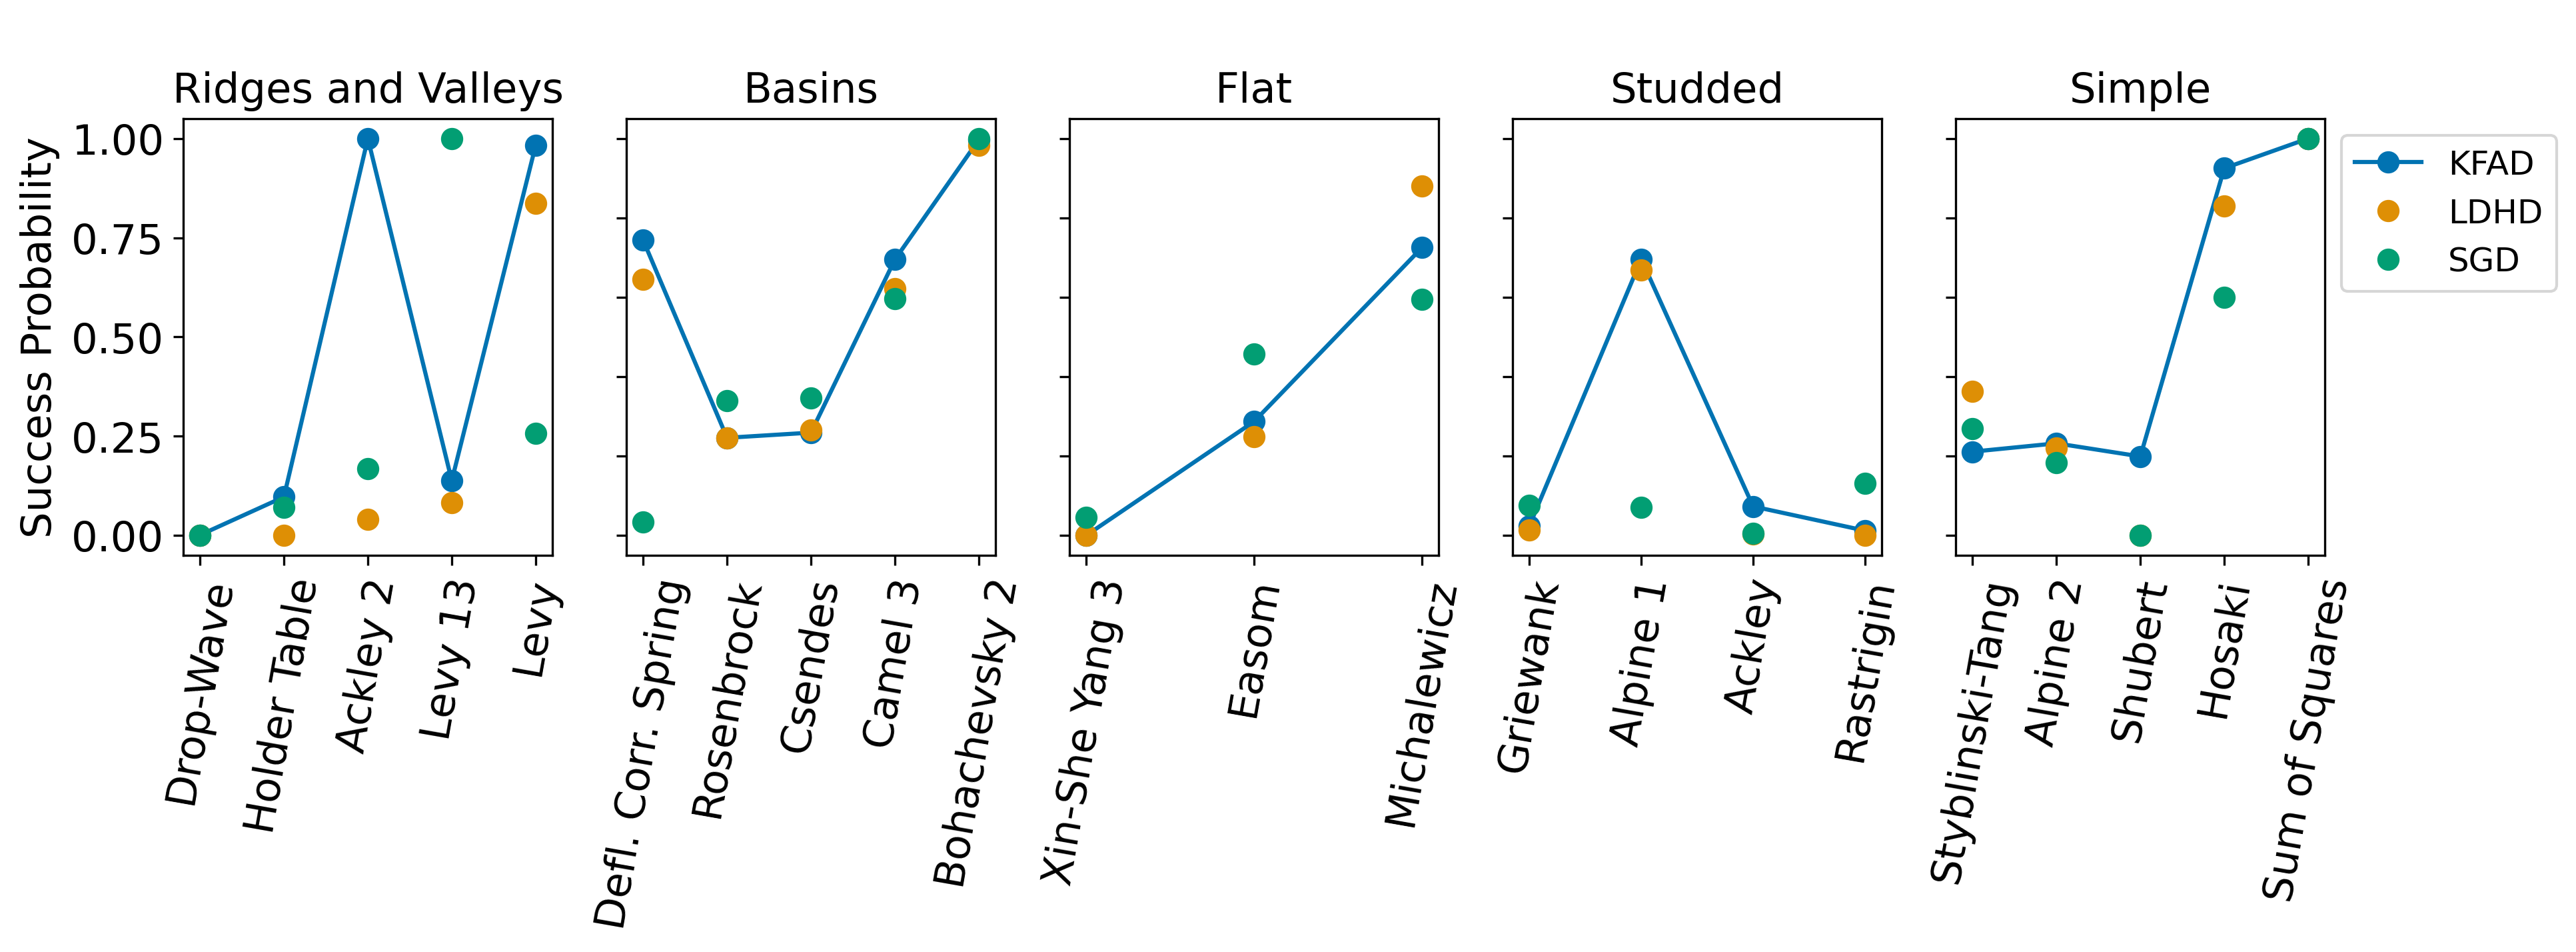 Ridges and Valleys
Basins
Flat
Studded
Simple
Success Probability
1.00
0.75
0.50
0.25
0.00
KFAD
LDHD
SGD
Drop-Wave
Holder Table
Ackley 2
Levy 13
Levy
Defl. Corr. Spring
Rosenbrock
Csendes
Camel 3
Bohachevsky 2
Xin-She Yang 3
Easom
Michalewicz
Griewank
Alpine 1
Ackley
Rastrigin
Styblinski-Tang
Alpine 2
Shubert
Hosaki
Sum of Squares